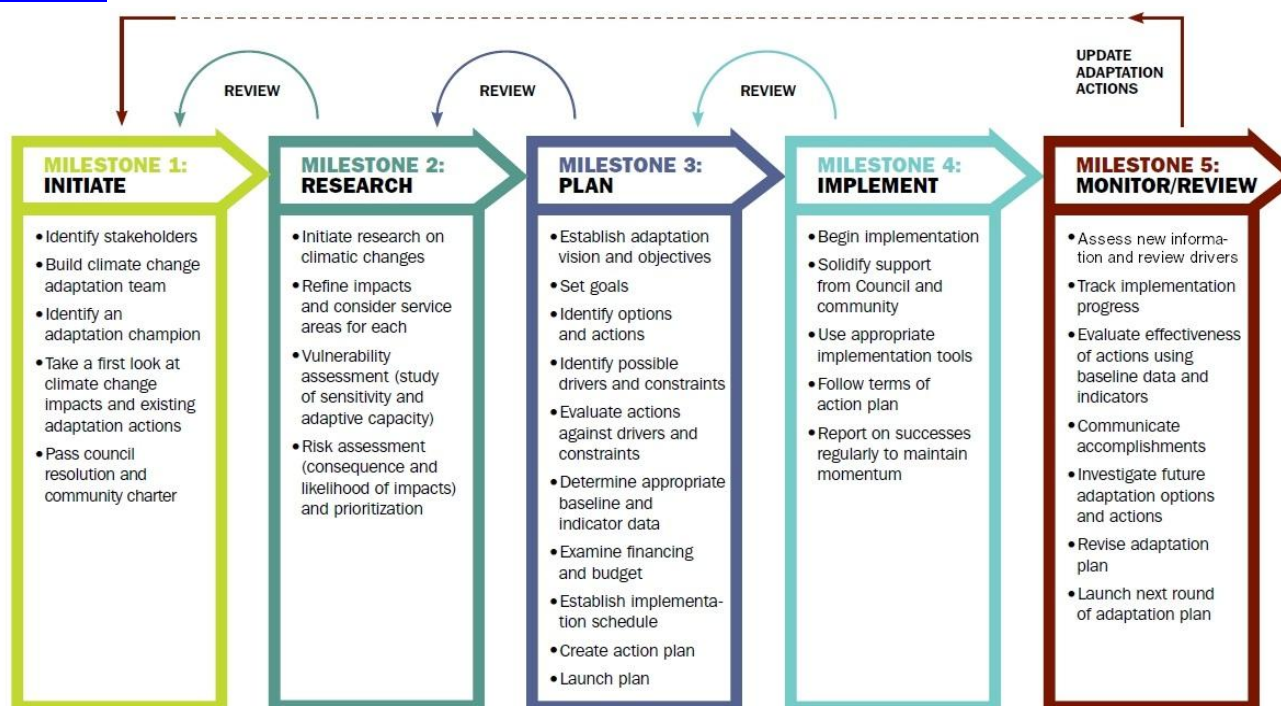 UPDATE
ADAPTATION
ACTIONS
REVIEW
REVIEW
REVIEW
MILESTONE 1:
INITIATE
• Identify stakeholders
• Build climate change
adaptation team
• Identify an
adaptation champion
• Take a first look at
climate change
impacts and existing
adaptation actions
• Pass council
resolution and
community charter
MILESTONE 2:
RESEARCH
• Initiate research on
climatic changes
• Refine impacts
and consider service
areas for each
• Vulnerability
assessment (study
of sensitivity and
adaptive capacity)
• Risk assessment
(consequence and
likelihood of impacts)
and prioritization
MILESTONE 3:
PLAN
• Establish adaptation
vision and objectives
• Set goals
• Identify options
and actions
• Identify possible
drivers and constraints
• Evaluate actions
against drivers and
constraints
• Determine appropriate
baseline and
indicator data
• Examine financing
and budget
• Establish implementa-
tion schedule
• Create action plan
• Launch plan
MILESTONE 4:
IMPLEMENT
• Begin implementation
• Solidify support
from Council and
community
• Use appropriate
implementation tools
• Follow terms of
action plan
• Report on successes
regularly to maintain
momentum
MILESTONE 5:
MONITOR/REVIEW
• Assess new informa-
tion and review drivers
• Track implementation
progress
• Evaluate effectiveness
of actions using
baseline data and
indicators
• Communicate
accomplishments
• Investigate future
adaptation options
and actions
• Revise adaptation
plan
• Launch next round
of adaptation plan